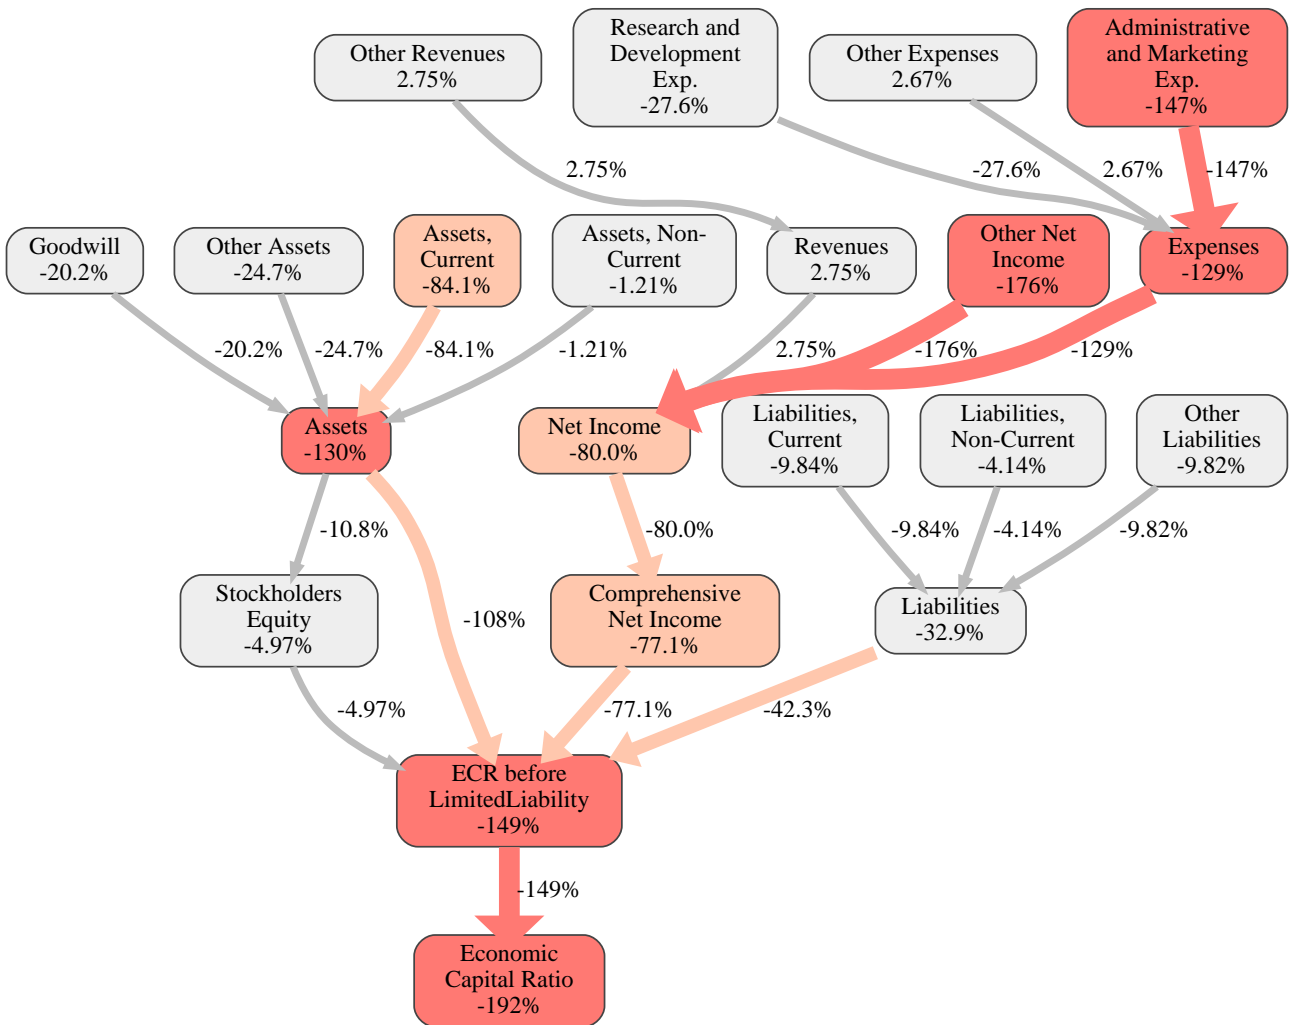 Other Revenues
2.75%
Research and
Development
Exp.
-27.6%
Other Expenses
2.67%
Administrative
and Marketing
Exp.
-147%
2.75%
-27.6%
2.67%
-147%
Goodwill
-20.2%
Other Assets
-24.7%
Assets,
Current
-84.1%
Assets, Non-
Current
-1.21%
Revenues
2.75%
Other Net
Income
-176%
Expenses
-129%
-20.2%
-24.7%
-84.1%
-1.21%
2.75%
-176%
-129%
Assets
-130%
Net Income
-80.0%
Liabilities,
Current
-9.84%
Liabilities,
Non-Current
-4.14%
Other
Liabilities
-9.82%
-10.8%
-80.0%
-9.84%
-4.14%
-9.82%
Stockholders
Equity
-4.97%
-108%
Comprehensive
Net Income
-77.1%
Liabilities
-32.9%
-4.97%
-77.1%
-42.3%
ECR before
LimitedLiability
-149%
-149%
Economic
Capital Ratio
-192%